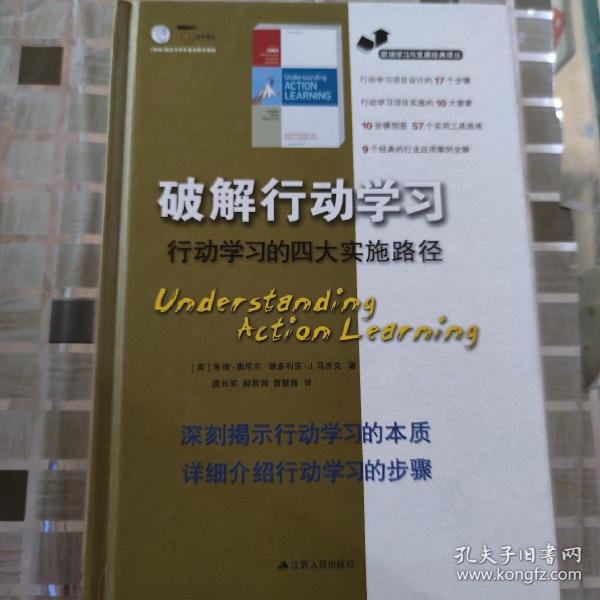 职场学习与发展经典译丛
行动学习项目设计的17个步骤
行动学习项目实施的10大要素
10张模型图 57个实用工具图表
9个经典的行业应用案例全解
Understanding
ACTION
LEARNING
破解行动学习
行动学习的四大实施路径
Understanding
Action Learning
[美]朱迪·奥尼尔 维多利亚·J.马席克 著
唐长军 郝君帅 曹慧青 译
深刻揭示行动学习的本质
详细介绍行动学习的步骤
江苏人民出版社
孔夫子旧书网
www.kongfz.com